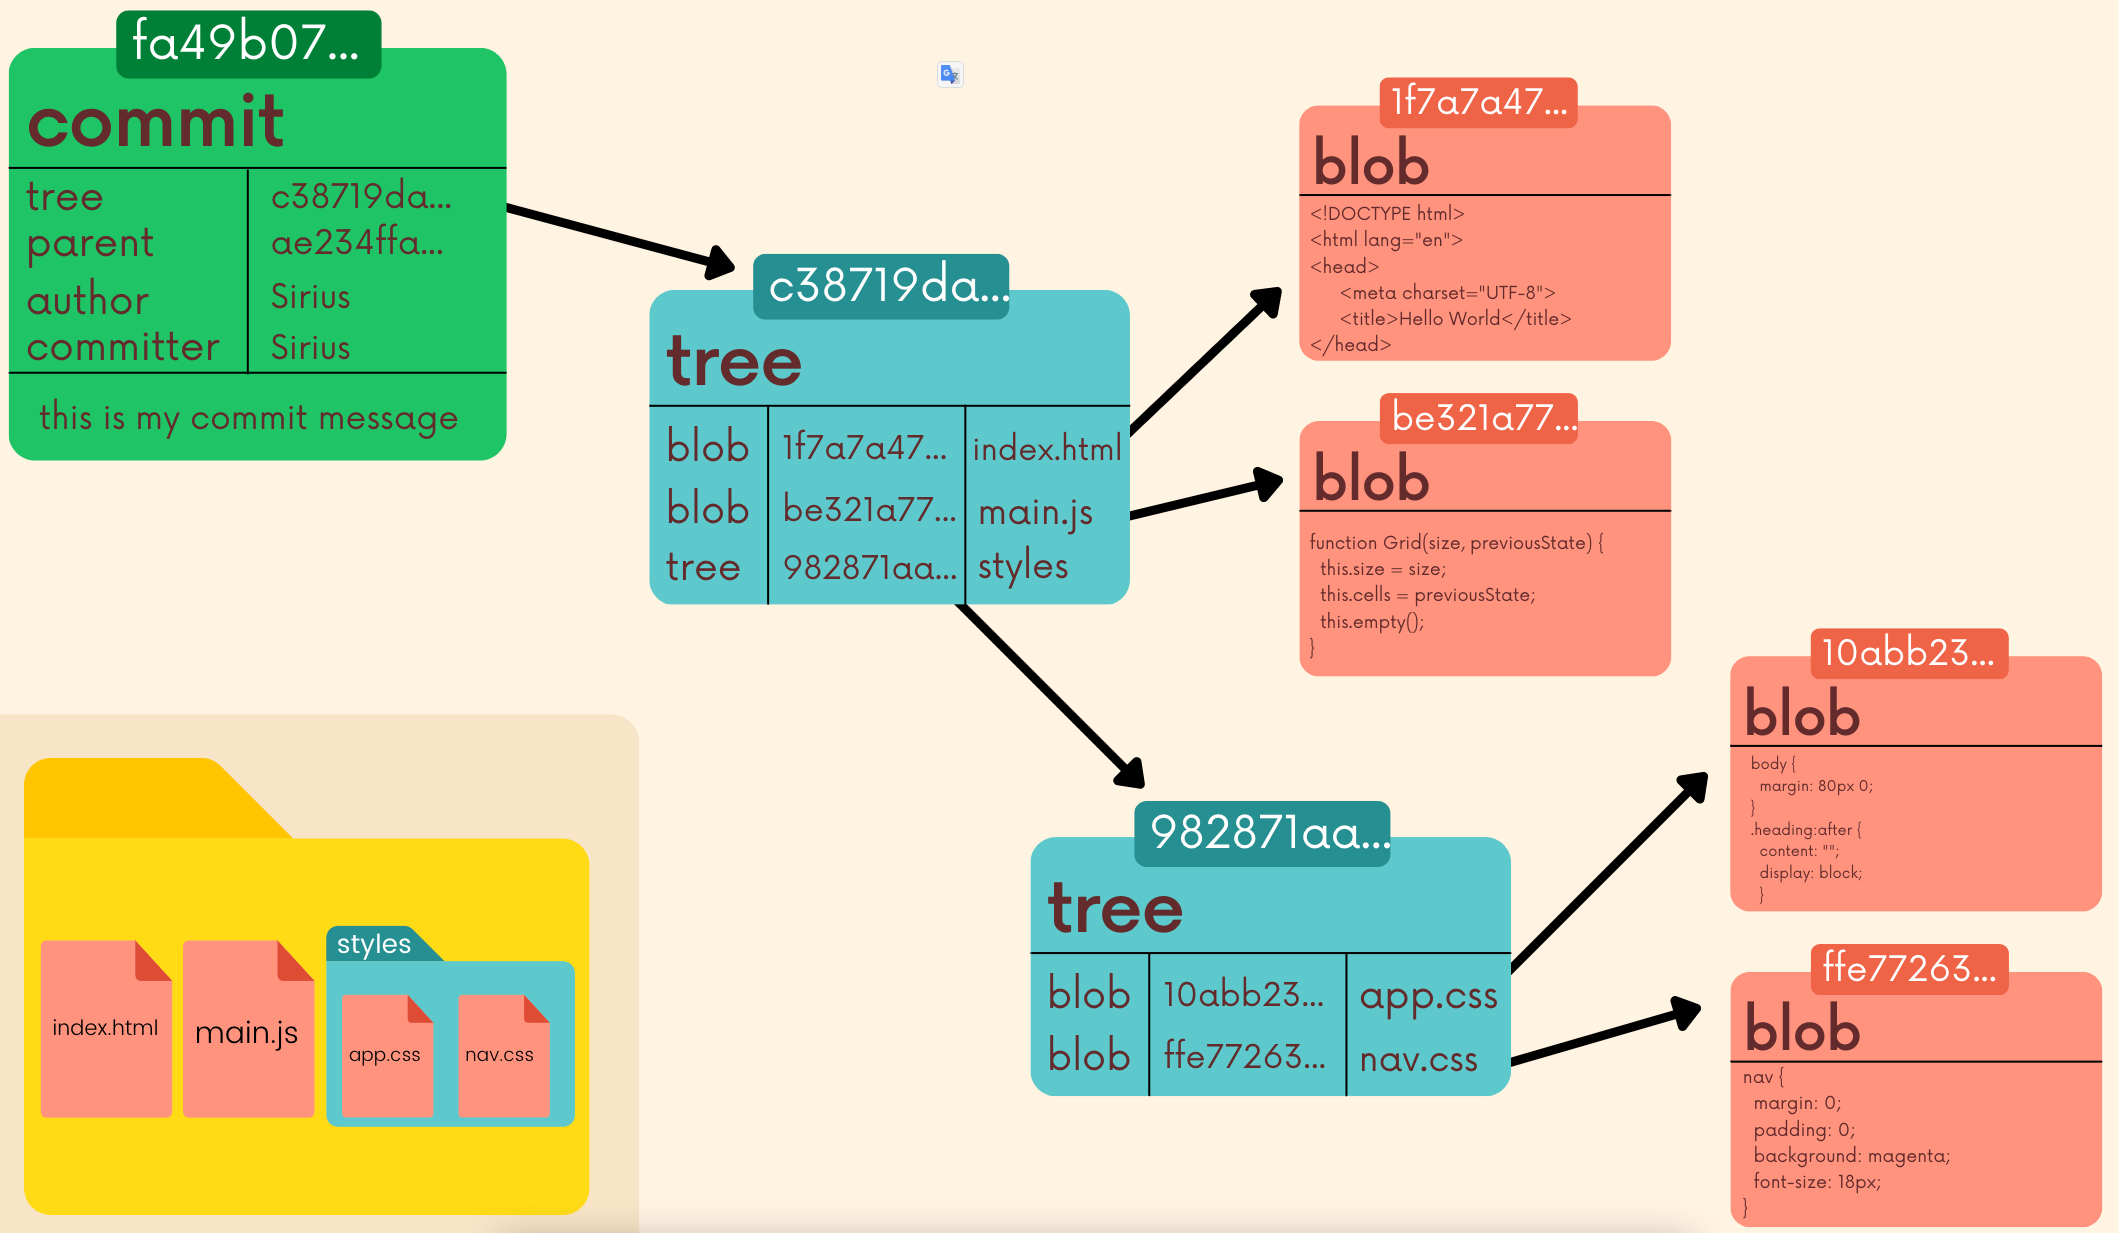 fa49b07...
commit
tree c38719da...
parent ae234ffa...
author Sirius
committer Sirius
this is my commit message
c38719da...
tree
blob 1f7a7a47... index.html
blob be321a77... main.js
tree 982871aa... styles
1f7a7a47...
blob
<!DOCTYPE html>
<html lang="en">
<head>
<meta charset="UTF-8">
<title>Hello World</title>
</head>
be321a77...
blob
function Grid(size, previousState) {
this.size = size;
this.cells = previousState;
this.empty();
}
982871aa...
tree
blob 10abb23... app.css
blob ffe77263... nav.css
10abb23...
blob
body {
margin: 80px 0;
}
.heading:after {
content: "";
display: block;
}
ffe77263...
blob
nav {
margin: 0;
padding: 0;
background: magenta;
font-size: 18px;
}
styles
index.html
main.js
app.css
nav.css